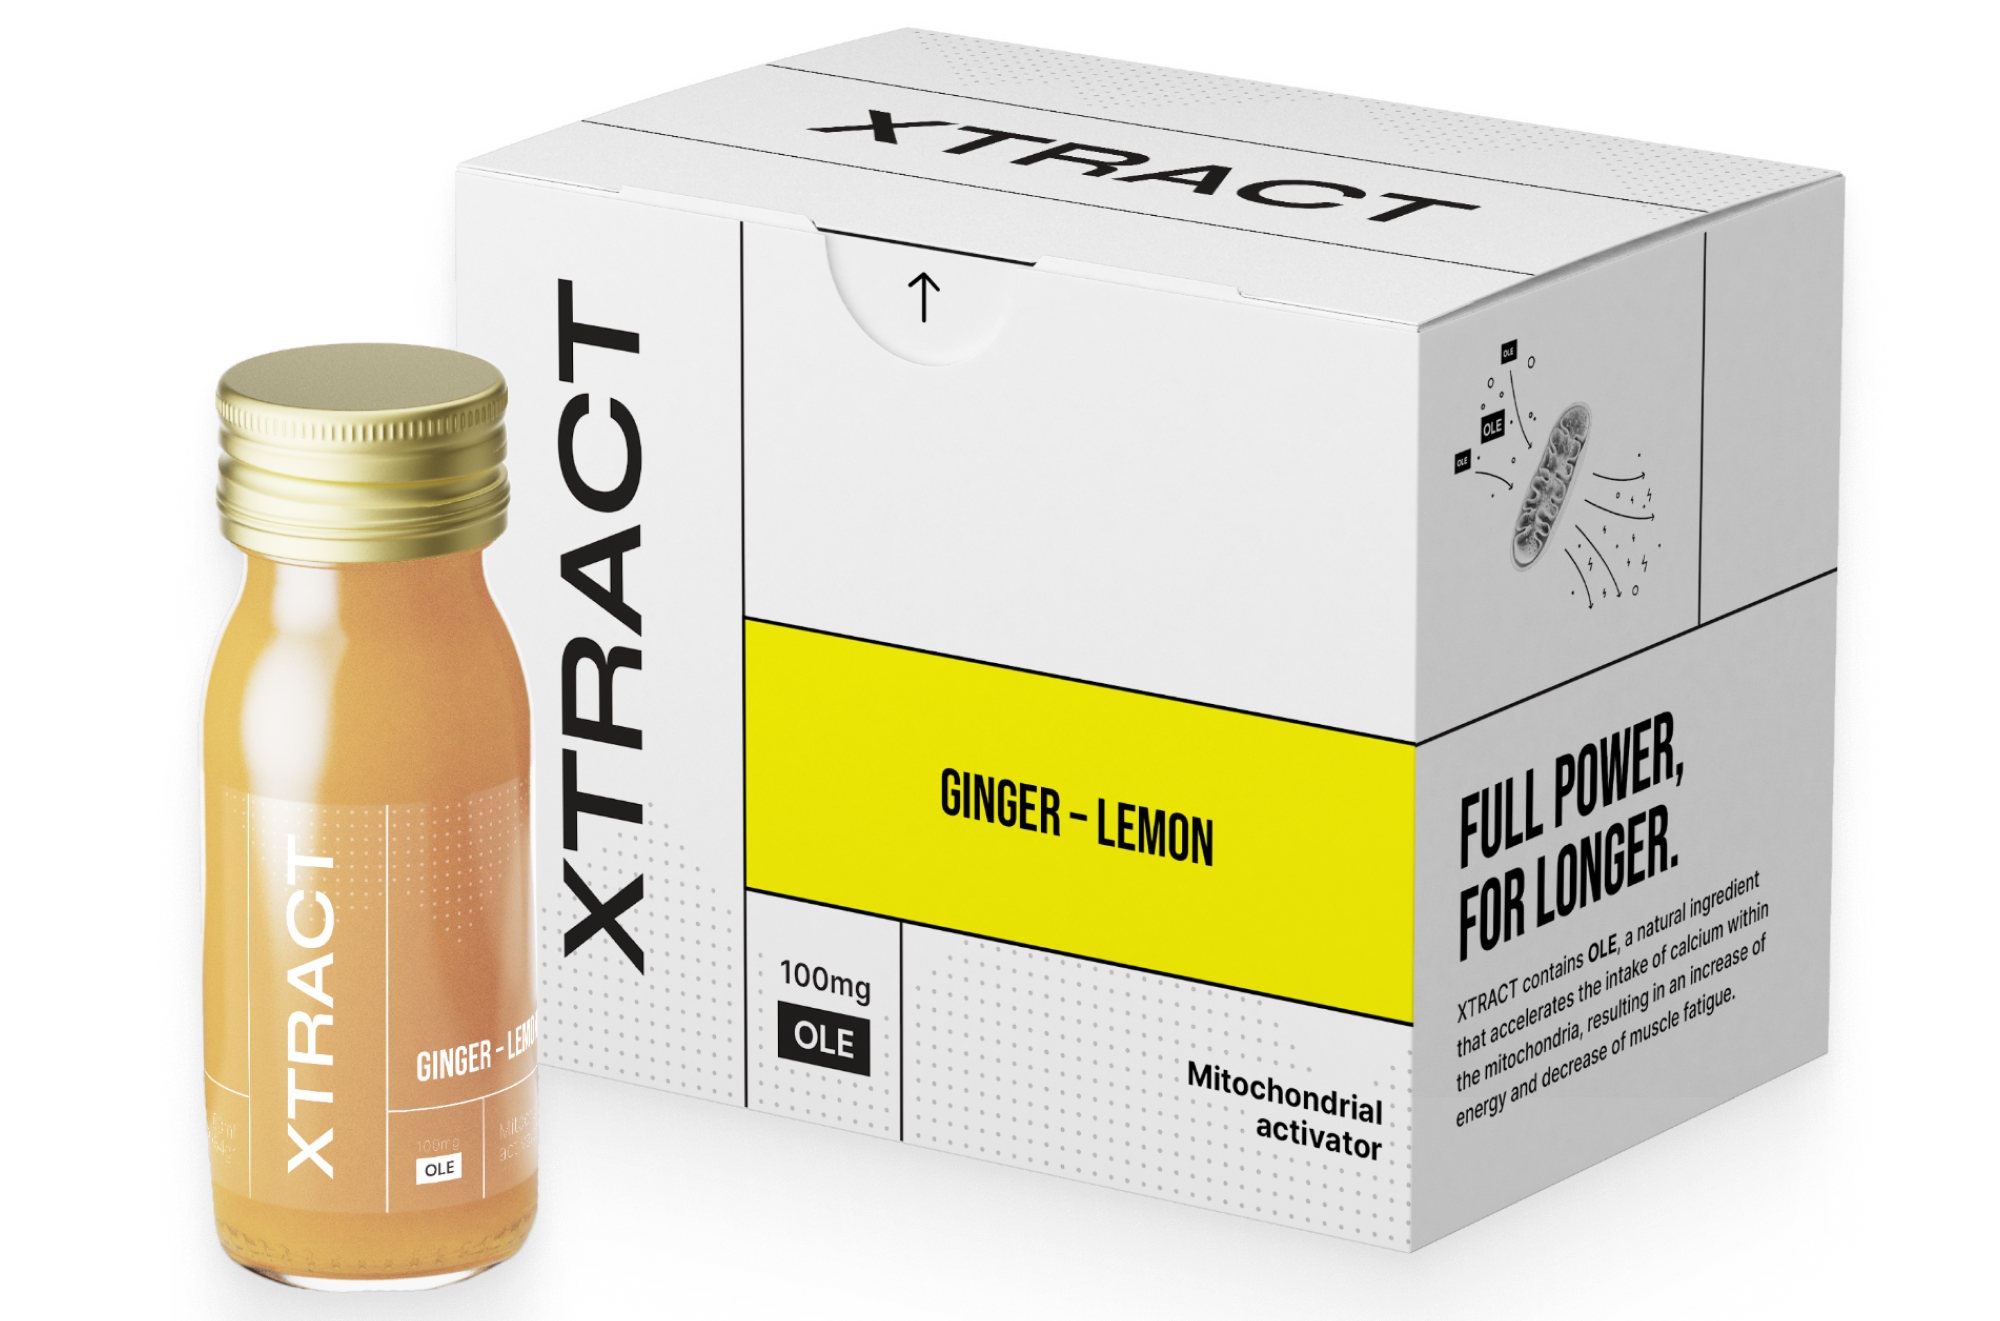 XTRACT
XTRACT
GINGER – LEMON
100mg
OLE
Mitochondrial
activator
OLE
OLE
OLE
FULL POWER,
FOR LONGER.
XTRACT contains OLE, a natural ingredient
that accelerates the intake of calcium within
the mitochondria, resulting in an increase of
energy and decrease of muscle fatigue.
XTRACT
GINGER –
100mg
OLE